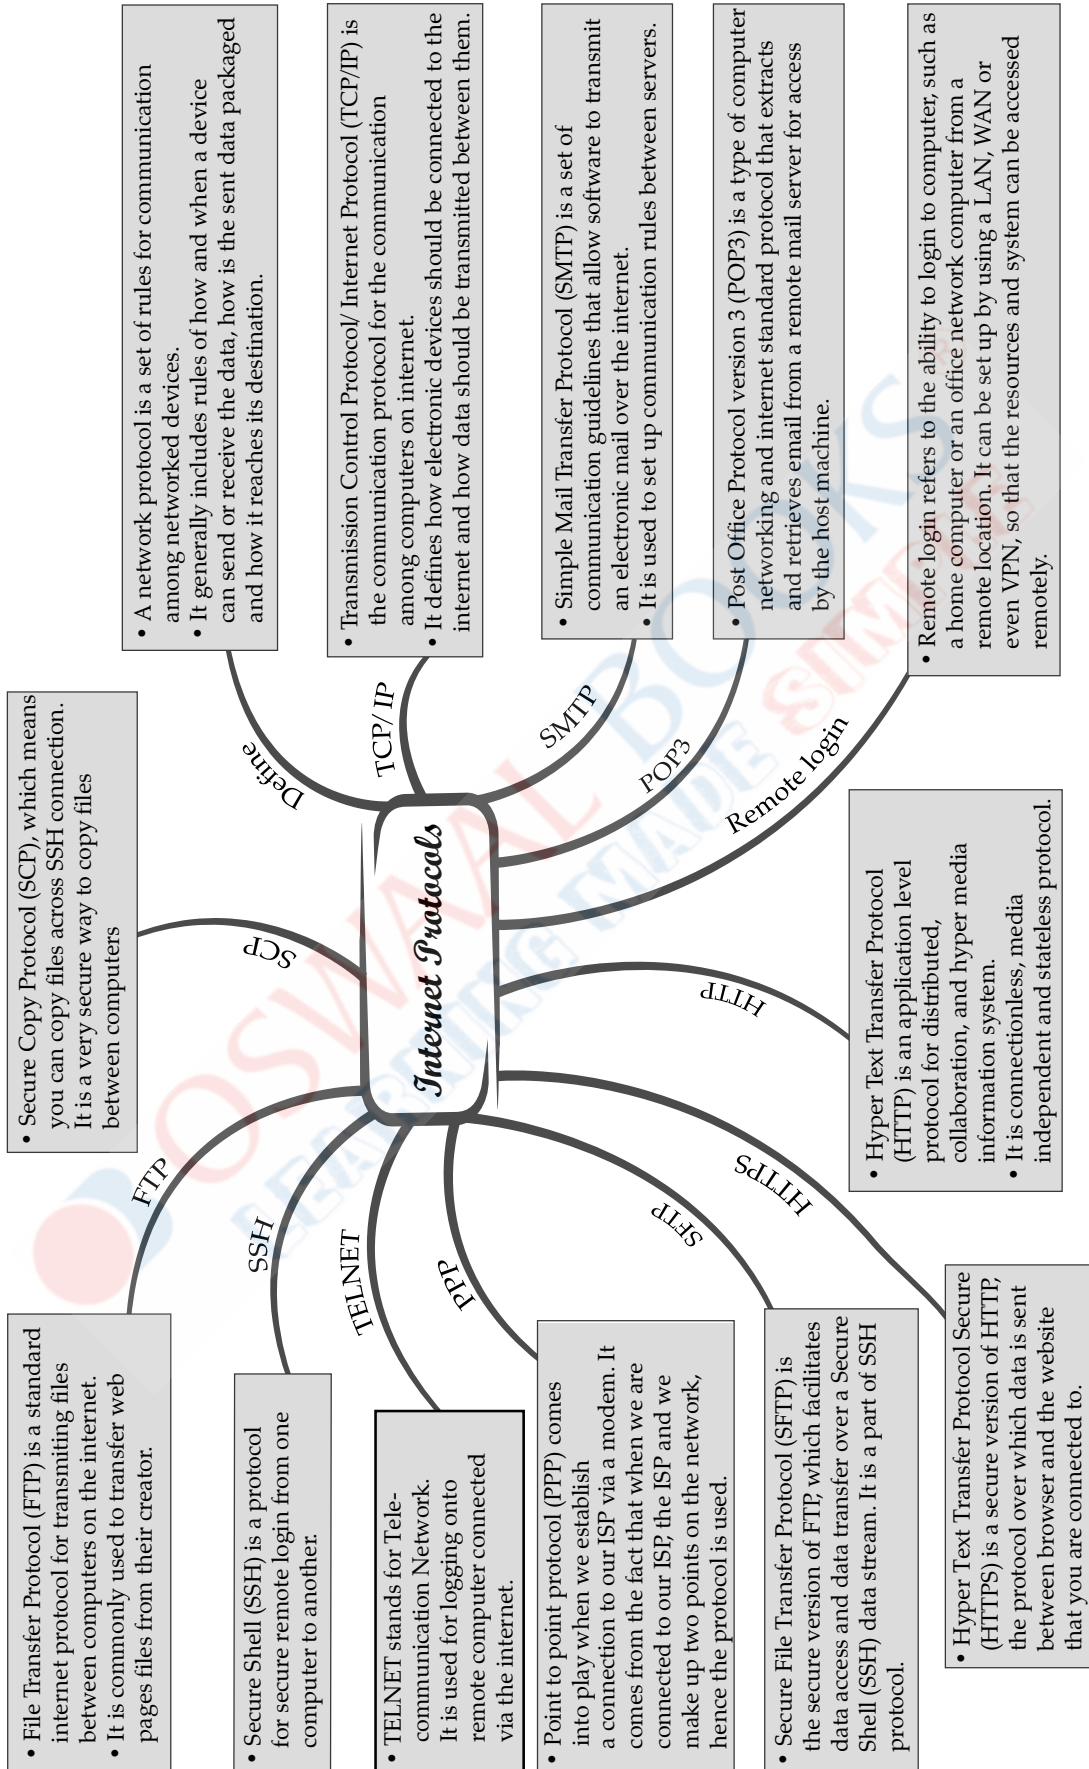 Internet Protocols
Define
• A network protocol is a set of rules for communication
among networked devices.
• It generally includes rules of how and when a device
can send or receive the data, how is the sent data packaged
and how it reaches its destination.
TCP/ IP
• Transmission Control Protocol/ Internet Protocol (TCP/IP) is
the communication protocol for the communication
among computers on internet.
• It defines how electronic devices should be connected to the
internet and how data should be transmitted between them.
SMTP
• Simple Mail Transfer Protocol (SMTP) is a set of
communication guidelines that allow software to transmit
an electronic mail over the internet.
• It is used to set up communication rules between servers.
POP3
• Post Office Protocol version 3 (POP3) is a type of computer
networking and internet standard protocol that extracts
and retrieves email from a remote mail server for access
by the host machine.
Remote login
• Remote login refers to the ability to login to computer, such as
a home computer or an office network computer from a
remote location. It can be set up by using a LAN, WAN or
even VPN, so that the resources and system can be accessed
remotely.
HTTP
• Hyper Text Transfer Protocol
(HTTP) is an application level
protocol for distributed,
collaboration, and hyper media
information system.
• It is connectionless, media
independent and stateless protocol.
HTTPS
• Hyper Text Transfer Protocol Secure
(HTTPS) is a secure version of HTTP,
the protocol over which data is sent
between browser and the website
that you are connected to.
SFTP
• Secure File Transfer Protocol (SFTP) is
the secure version of FTP, which facilitates
data access and data transfer over a Secure
Shell (SSH) data stream. It is a part of SSH
protocol.
PPP
• Point to point protocol (PPP) comes
into play when we establish
a connection to our ISP via a modem. It
comes from the fact that when we are
connected to our ISP, the ISP and we
make up two points on the network,
hence the protocol is used.
TELNET
• TELNET stands for Tele-
communication Network.
It is used for logging onto
remote computer connected
via the internet.
SSH
• Secure Shell (SSH) is a protocol
for secure remote login from one
computer to another.
FTP
• File Transfer Protocol (FTP) is a standard
internet protocol for transmiting files
between computers on the internet.
• It is commonly used to transfer web
pages files from their creator.
SCP
• Secure Copy Protocol (SCP), which means
you can copy files across SSH connection.
It is a very secure way to copy files
between computers
OSWAAL BOOKS®
LEARNING MADE SIMPLE